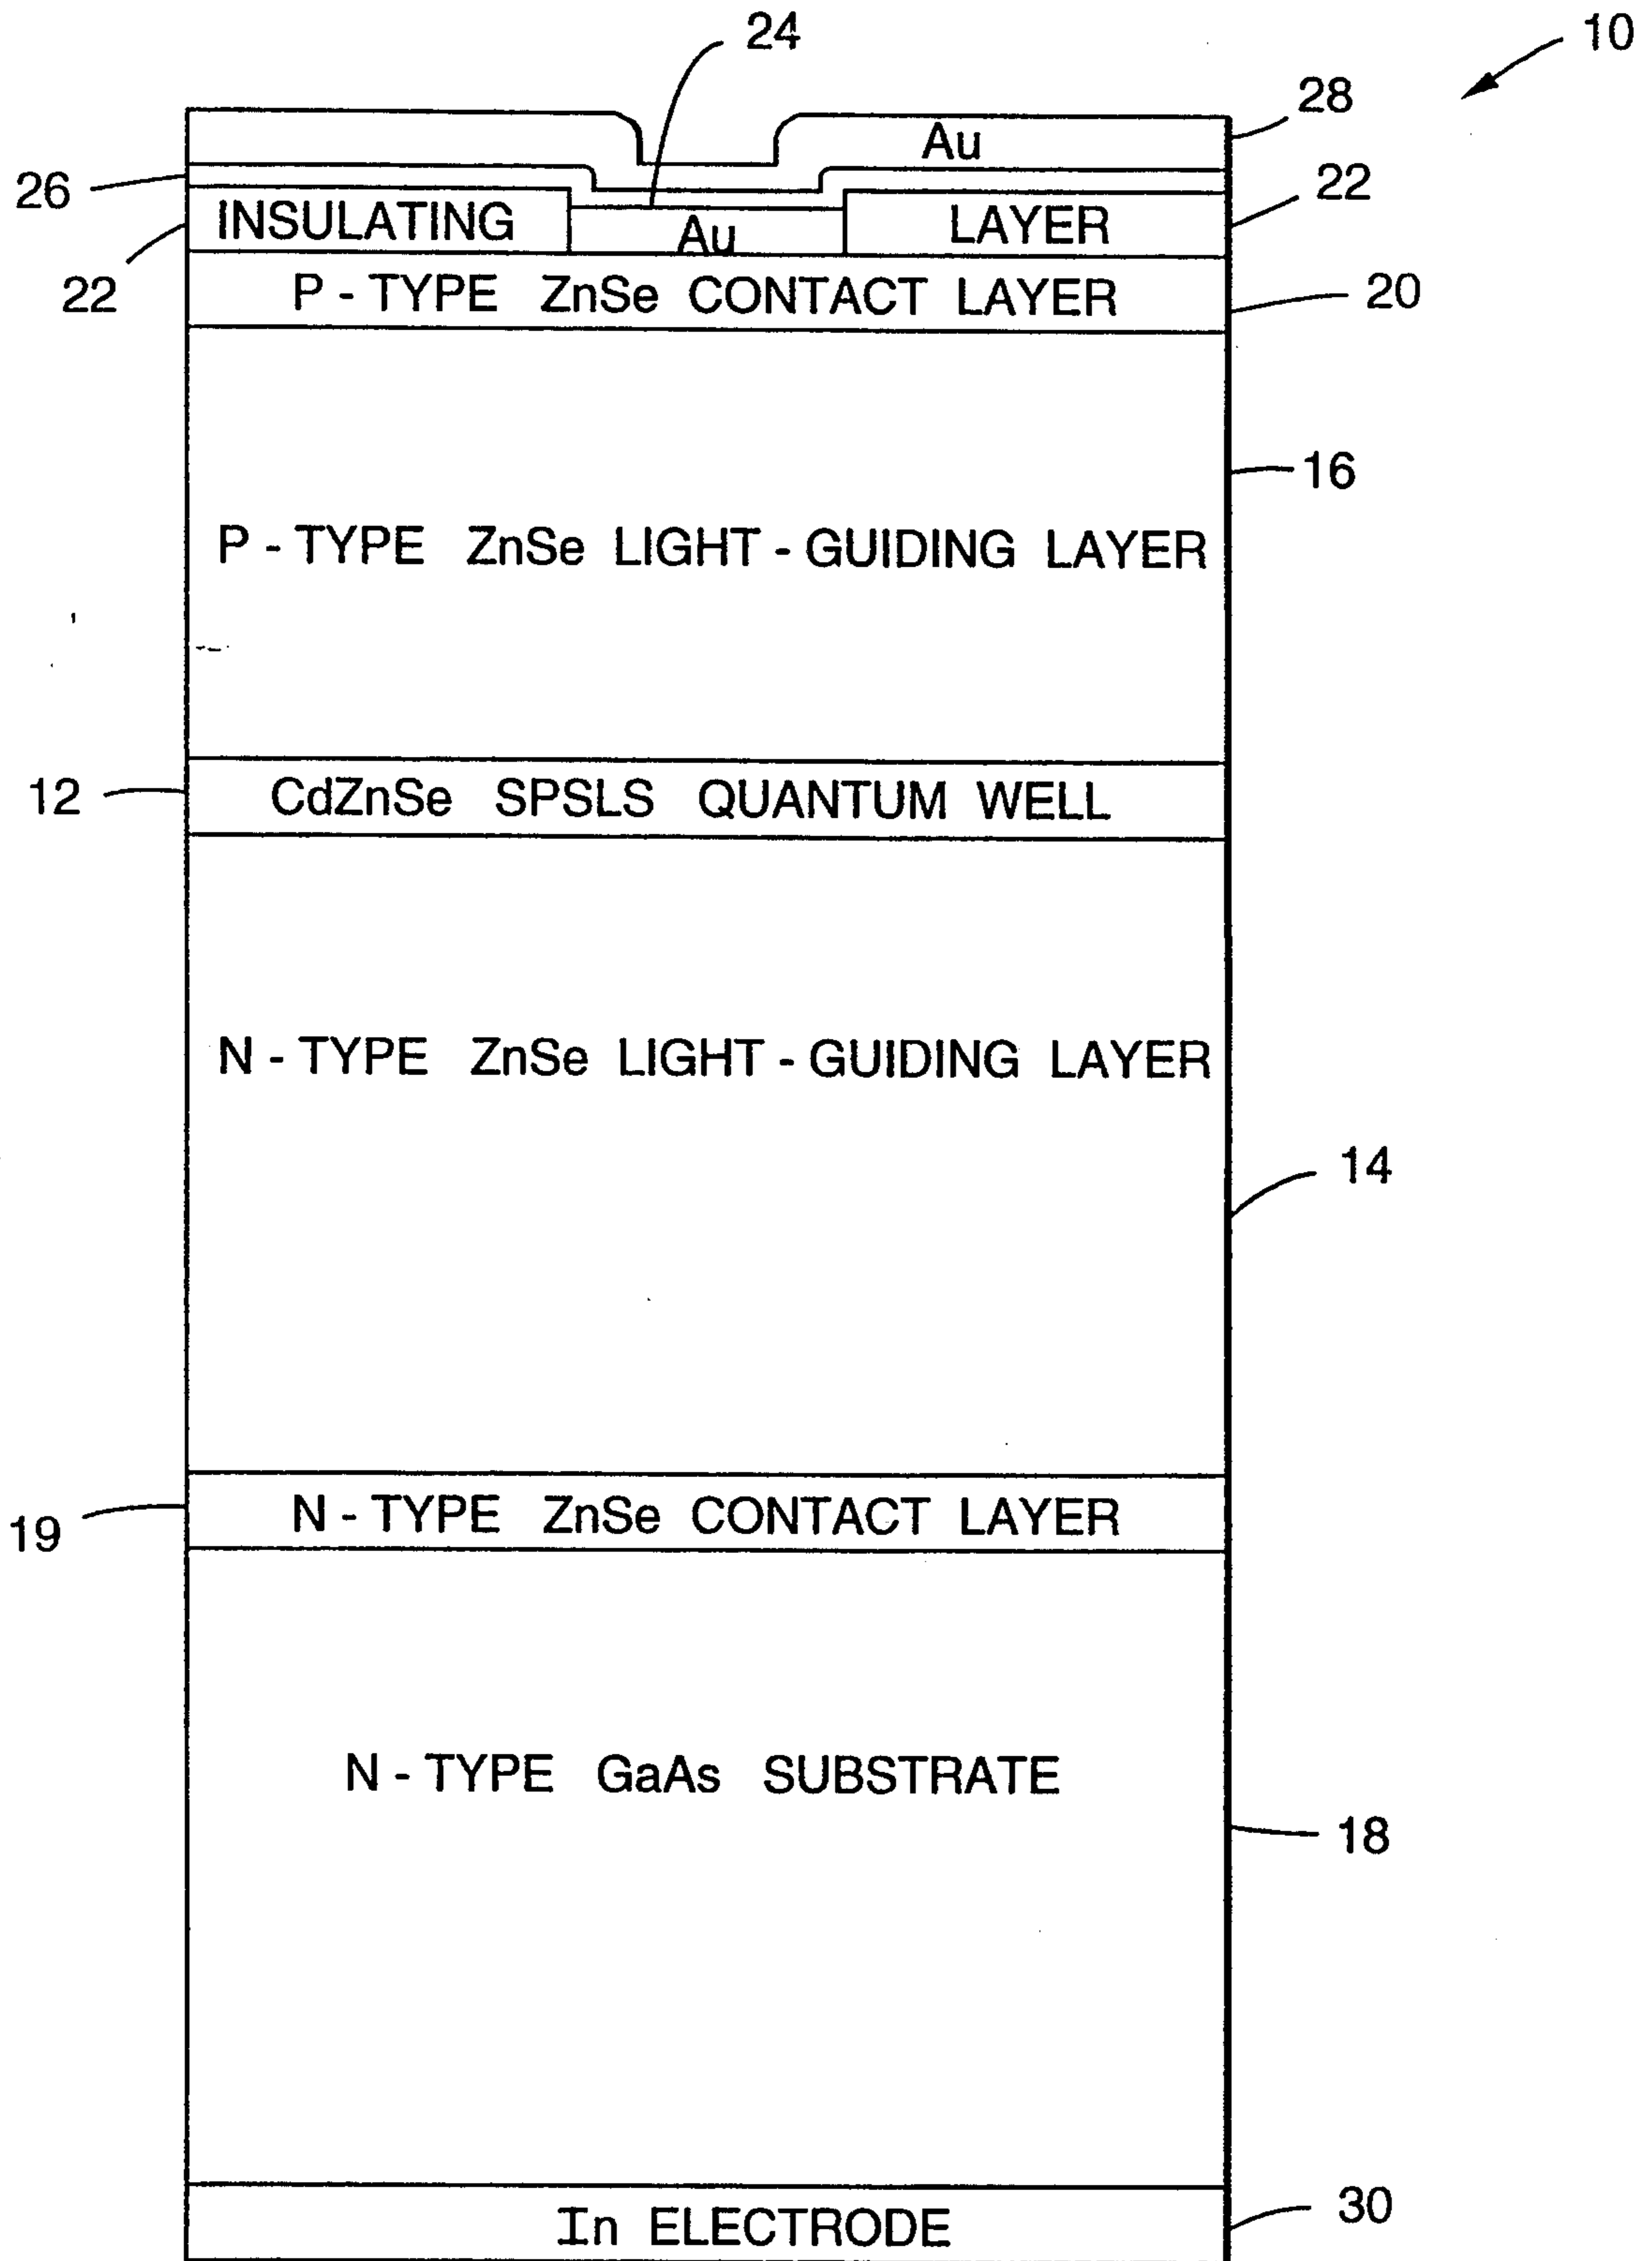 24
10
28
Au
26
22
INSULATING Au LAYER
22
P - TYPE ZnSe CONTACT LAYER
20
16
P - TYPE ZnSe LIGHT - GUIDING LAYER
12
CdZnSe SPSLS QUANTUM WELL
N - TYPE ZnSe LIGHT - GUIDING LAYER
14
19
N - TYPE ZnSe CONTACT LAYER
N - TYPE GaAs SUBSTRATE
18
In ELECTRODE
30